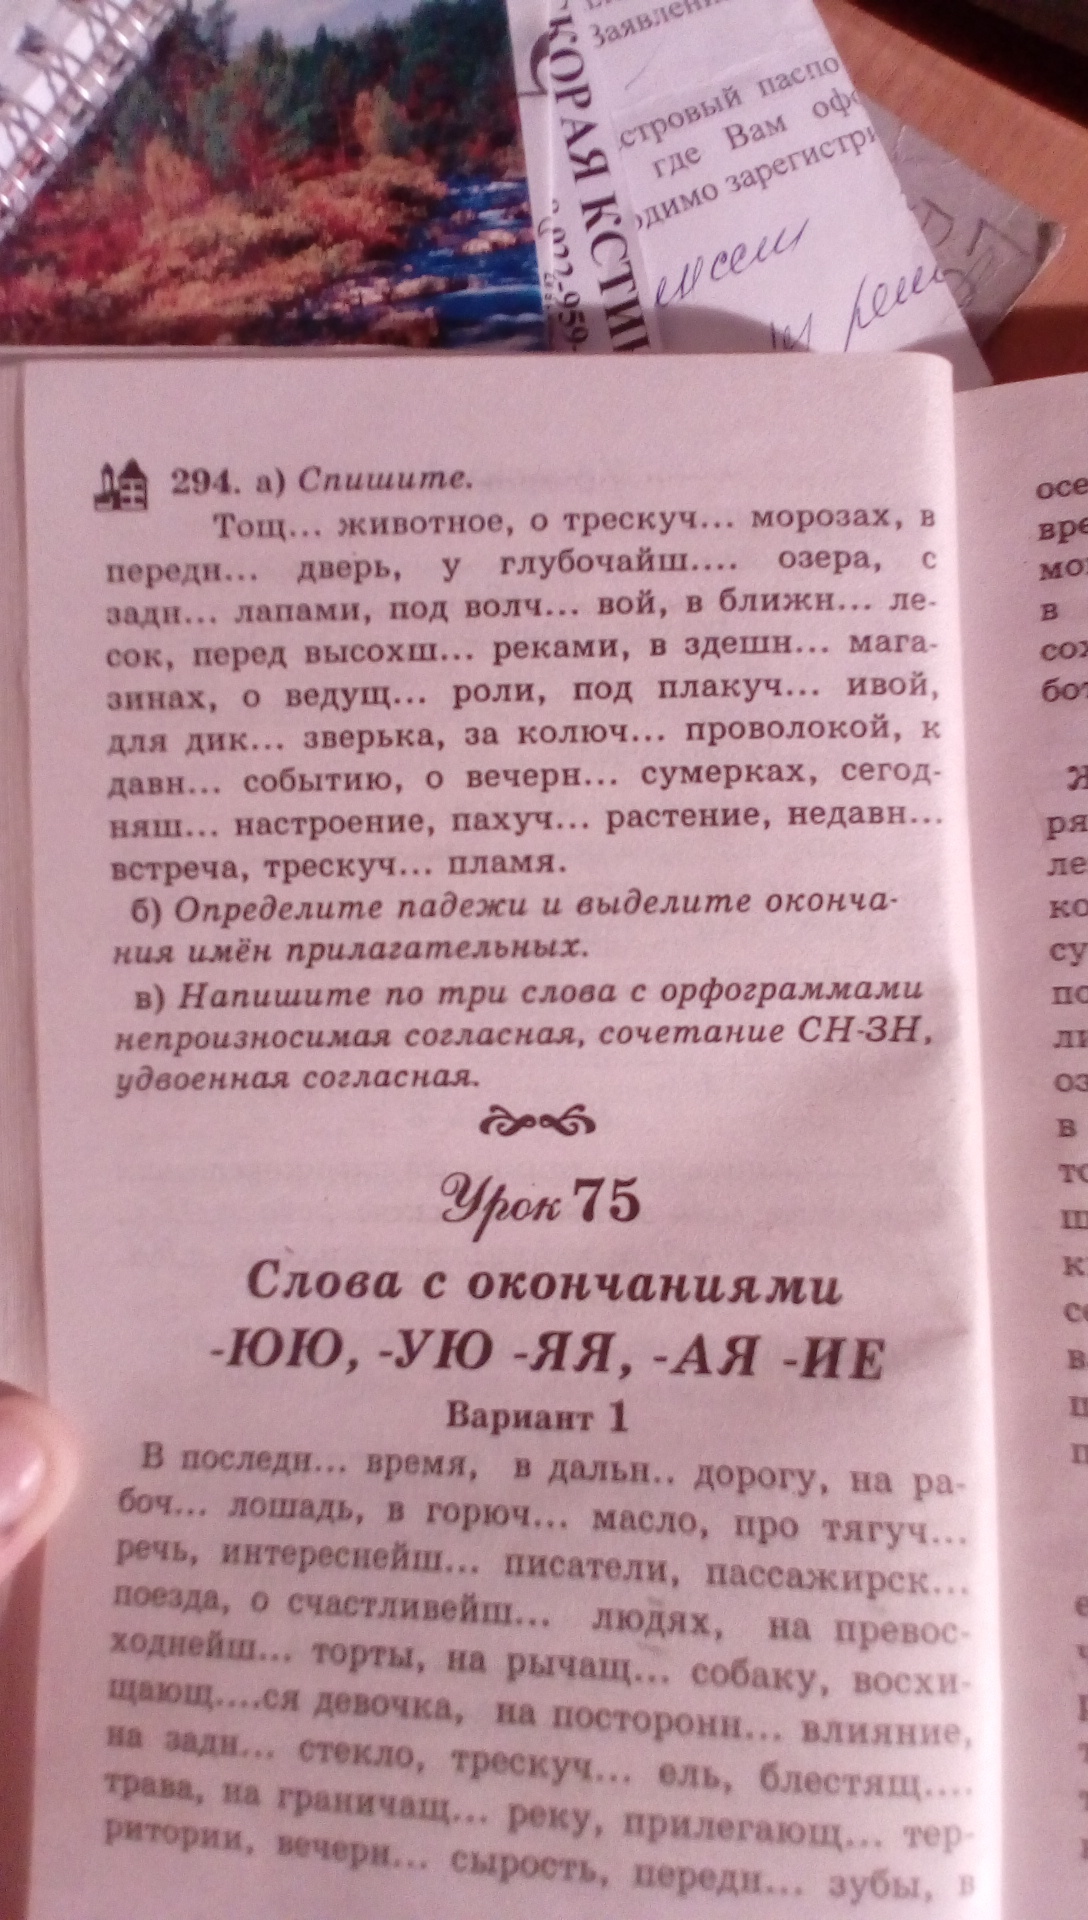 Заявлени
КОРАЯ КСТИ
стровый паспо
где Вам оф
одимо зарегистри
294. а) Спишите.
Тощ... животное, о трескуч... морозах, в
передн... дверь, у глубочайш.... озера, с
задн... лапами, под волч... вой, в ближн... ле-
сок, перед высохш... реками, в здешн... мага-
зинах, о ведущ... роли, под плакуч... ивой,
для дик... зверька, за колюч... проволокой, к
давн... событию, о вечерн... сумерках, сегод-
няш... настроение, пахуч... растение, недавн...
встреча, трескуч... пламя.
б) Определите падежи и выделите оконча-
ния имён прилагательных.
в) Напишите по три слова с орфограммами
непроизносимая согласная, сочетание СН-ЗН,
удвоенная согласная.
Урок 75
Слова с окончаниями
-ЮЮ, -УЮ -ЯЯ, -АЯ -ИЕ
Вариант 1
В последн... время, в дальн.. дорогу, на ра-
боч... лошадь, в горюч... масло, про тягуч...
речь, интереснейш... писатели, пассажирск...
поезда, о счастливейш... людях, на превос-
ходнейш... торты, на рычащ... собаку, восхи-
щающ....ся девочка, на посторонн... влияние,
на задн... стекло, трескуч... ель, блестящ....
трава, на граничащ... реку, прилегающ... тер-
ритории, вечерн... сырость, передн... зубы, в
осе
вре
мо
в
сох
бот